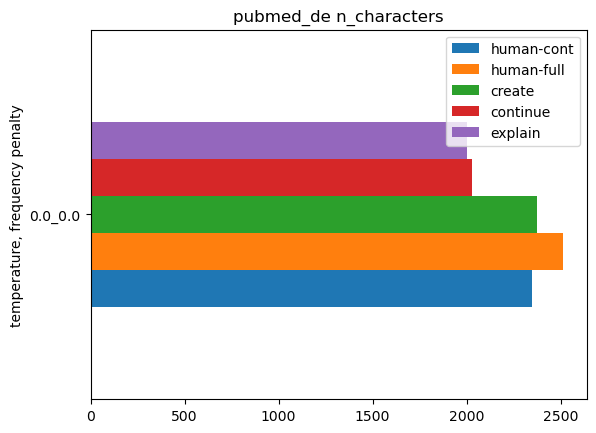 pubmed_de n_characters
human-cont
human-full
create
continue
explain
temperature, frequency penalty
0.0_0.0
0 500 1000 1500 2000 2500